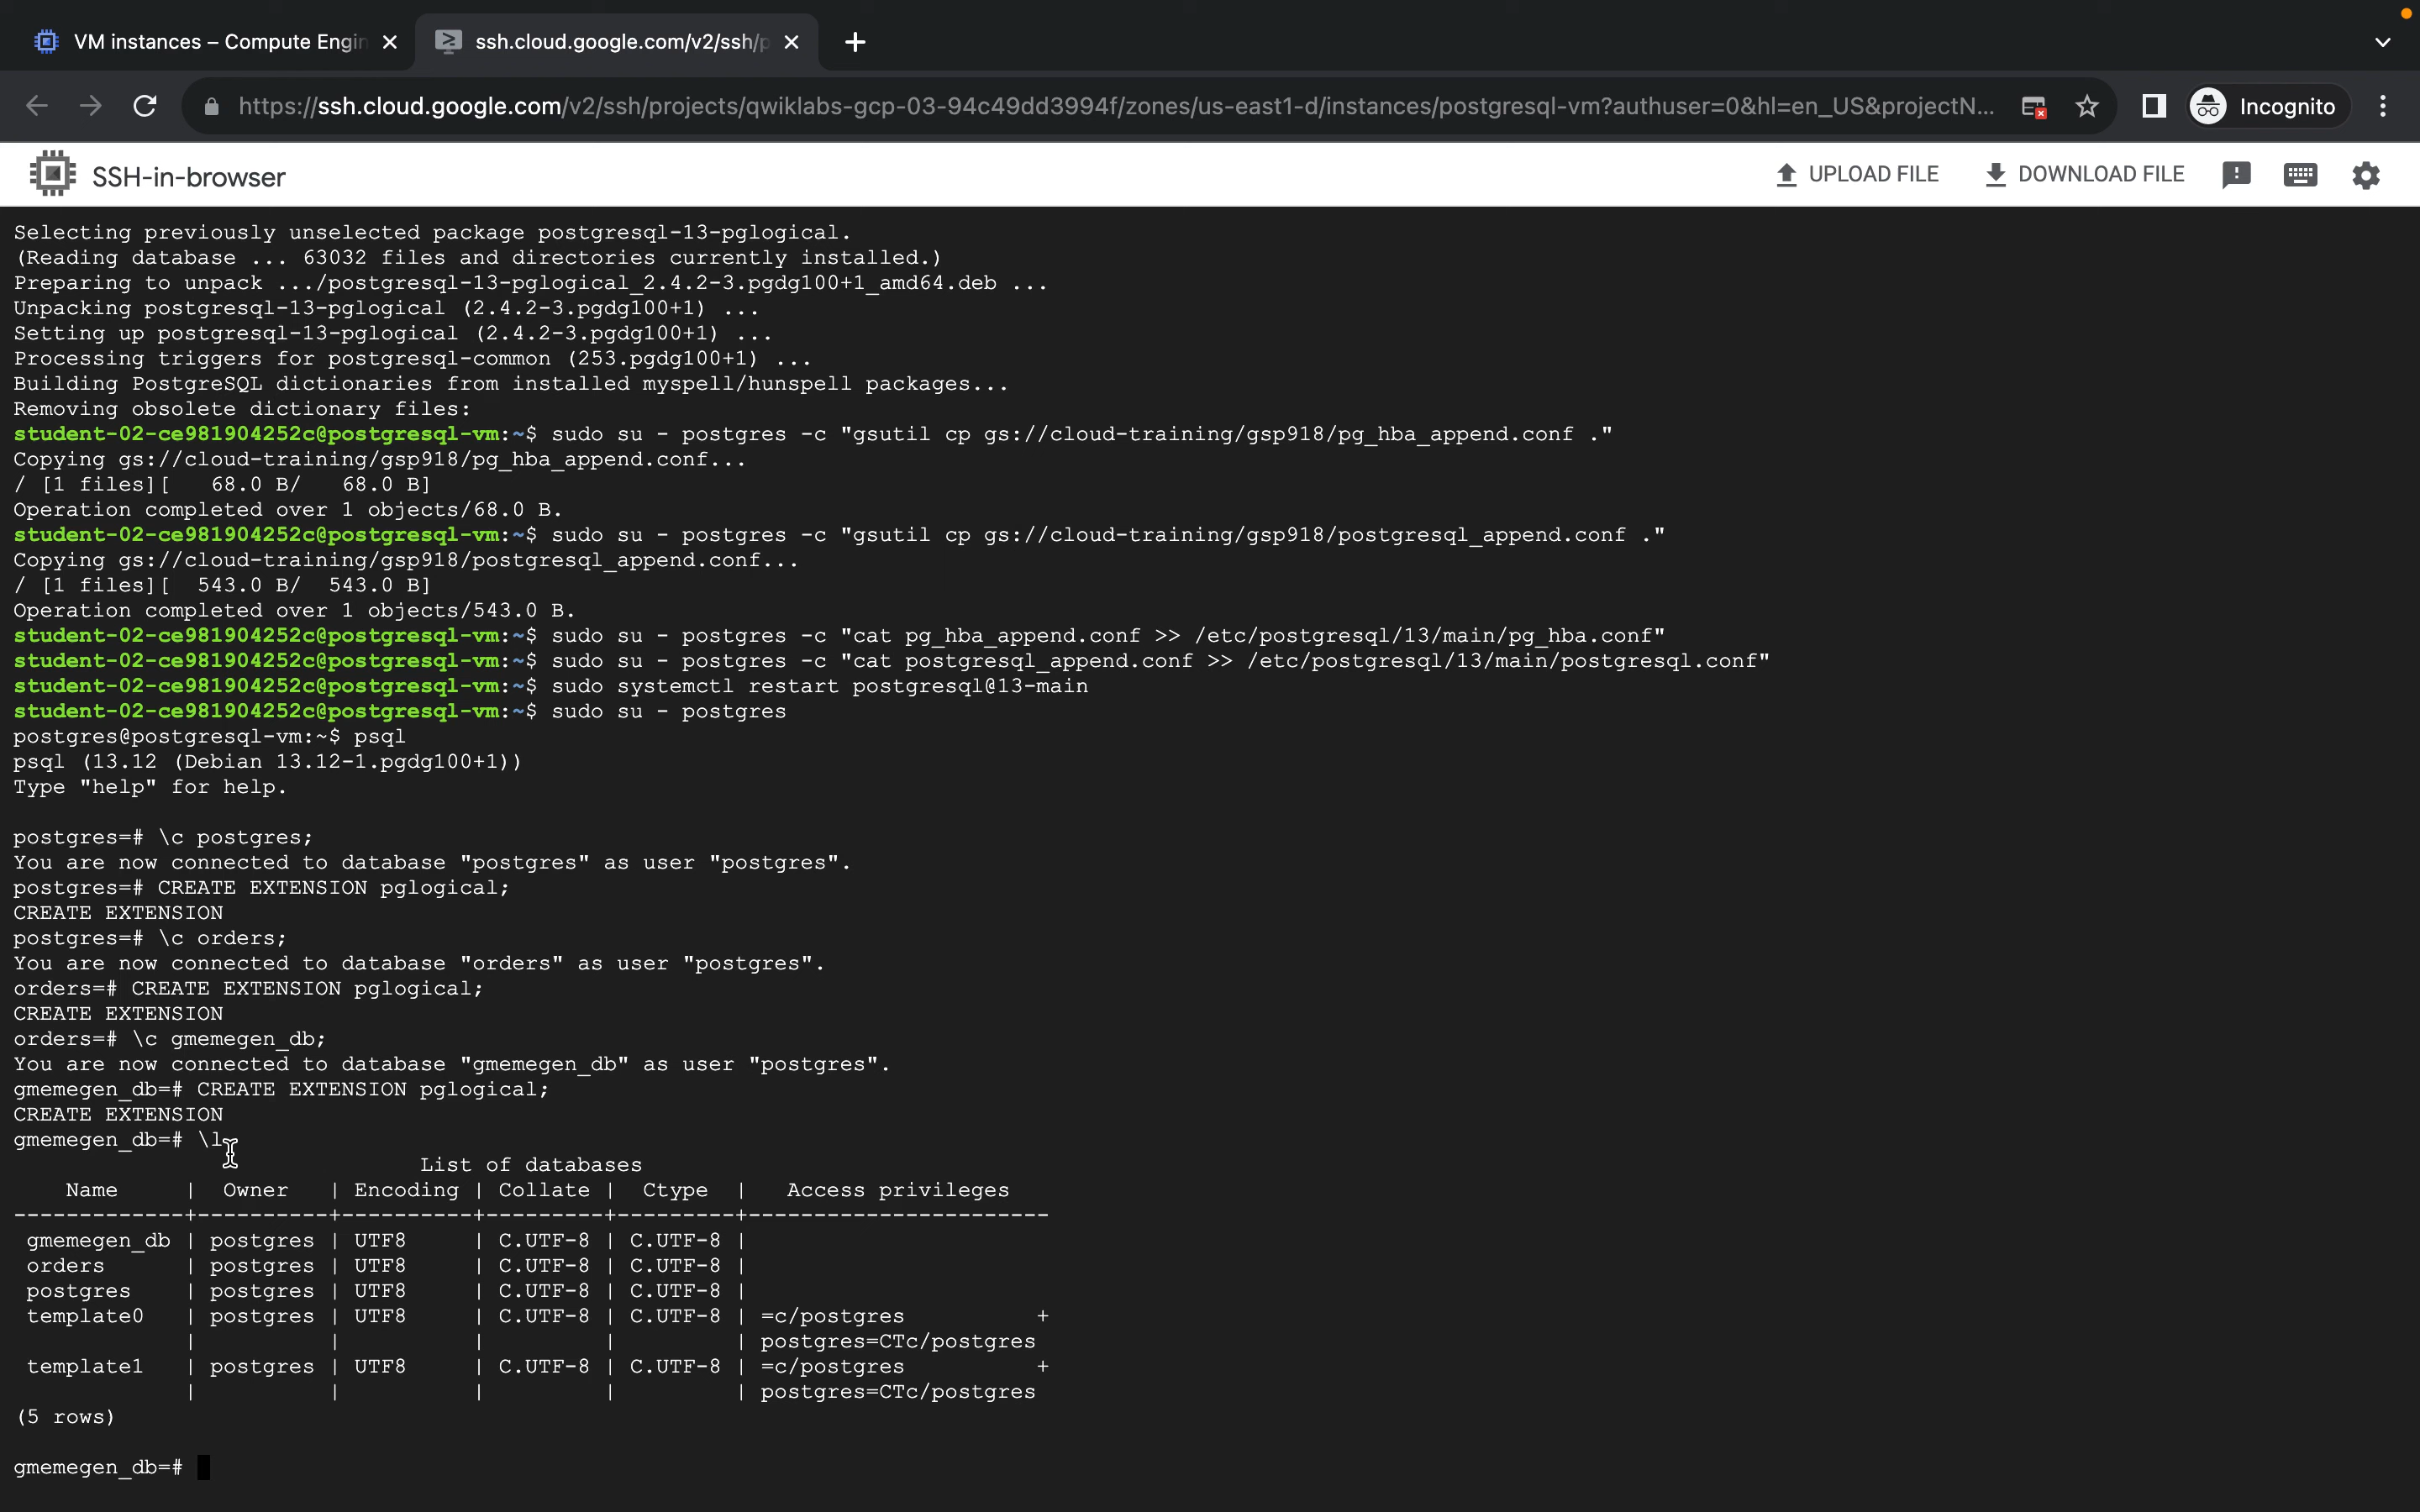 VM instances – Compute Engin
ssh.cloud.google.com/v2/ssh/p
https://ssh.cloud.google.com/v2/ssh/projects/qwiklabs-gcp-03-94c49dd3994f/zones/us-east1-d/instances/postgresql-vm?authuser=0&hl=en_US&projectN...
Incognito
SSH-in-browser
UPLOAD FILE
DOWNLOAD FILE
Selecting previously unselected package postgresql-13-pglogical.
(Reading database ... 63032 files and directories currently installed.)
Preparing to unpack .../postgresql-13-pglogical_2.4.2-3.pgdg100+1_amd64.deb ...
Unpacking postgresql-13-pglogical (2.4.2-3.pgdg100+1) ...
Setting up postgresql-13-pglogical (2.4.2-3.pgdg100+1) ...
Processing triggers for postgresql-common (253.pgdg100+1) ...
Building PostgreSQL dictionaries from installed myspell/hunspell packages...
Removing obsolete dictionary files:
student-02-ce981904252c@postgresql-vm:~$ sudo su - postgres -c "gsutil cp gs://cloud-training/gsp918/pg_hba_append.conf ."
Copying gs://cloud-training/gsp918/pg_hba_append.conf...
/ [1 files][   68.0 B/   68.0 B]
Operation completed over 1 objects/68.0 B.
student-02-ce981904252c@postgresql-vm:~$ sudo su - postgres -c "gsutil cp gs://cloud-training/gsp918/postgresql_append.conf ."
Copying gs://cloud-training/gsp918/postgresql_append.conf...
/ [1 files][  543.0 B/  543.0 B]
Operation completed over 1 objects/543.0 B.
student-02-ce981904252c@postgresql-vm:~$ sudo su - postgres -c "cat pg_hba_append.conf >> /etc/postgresql/13/main/pg_hba.conf"
student-02-ce981904252c@postgresql-vm:~$ sudo su - postgres -c "cat postgresql_append.conf >> /etc/postgresql/13/main/postgresql.conf"
student-02-ce981904252c@postgresql-vm:~$ sudo systemctl restart postgresql@13-main
student-02-ce981904252c@postgresql-vm:~$ sudo su - postgres
postgres@postgresql-vm:~$ psql
psql (13.12 (Debian 13.12-1.pgdg100+1))
Type "help" for help.
postgres=# \c postgres;
You are now connected to database "postgres" as user "postgres".
postgres=# CREATE EXTENSION pglogical;
CREATE EXTENSION
postgres=# \c orders;
You are now connected to database "orders" as user "postgres".
orders=# CREATE EXTENSION pglogical;
CREATE EXTENSION
orders=# \c gmemegen_db;
You are now connected to database "gmemegen_db" as user "postgres".
gmemegen_db=# CREATE EXTENSION pglogical;
CREATE EXTENSION
gmemegen_db=# \l
                               List of databases
    Name     |  Owner   | Encoding | Collate |  Ctype  |   Access privileges
-------------+----------+----------+---------+---------+-----------------------
 gmemegen_db | postgres | UTF8     | C.UTF-8 | C.UTF-8 |
 orders      | postgres | UTF8     | C.UTF-8 | C.UTF-8 |
 postgres    | postgres | UTF8     | C.UTF-8 | C.UTF-8 |
 template0   | postgres | UTF8     | C.UTF-8 | C.UTF-8 | =c/postgres          +
             |          |          |         |         | postgres=CTc/postgres
 template1   | postgres | UTF8     | C.UTF-8 | C.UTF-8 | =c/postgres          +
             |          |          |         |         | postgres=CTc/postgres
(5 rows)
gmemegen_db=#